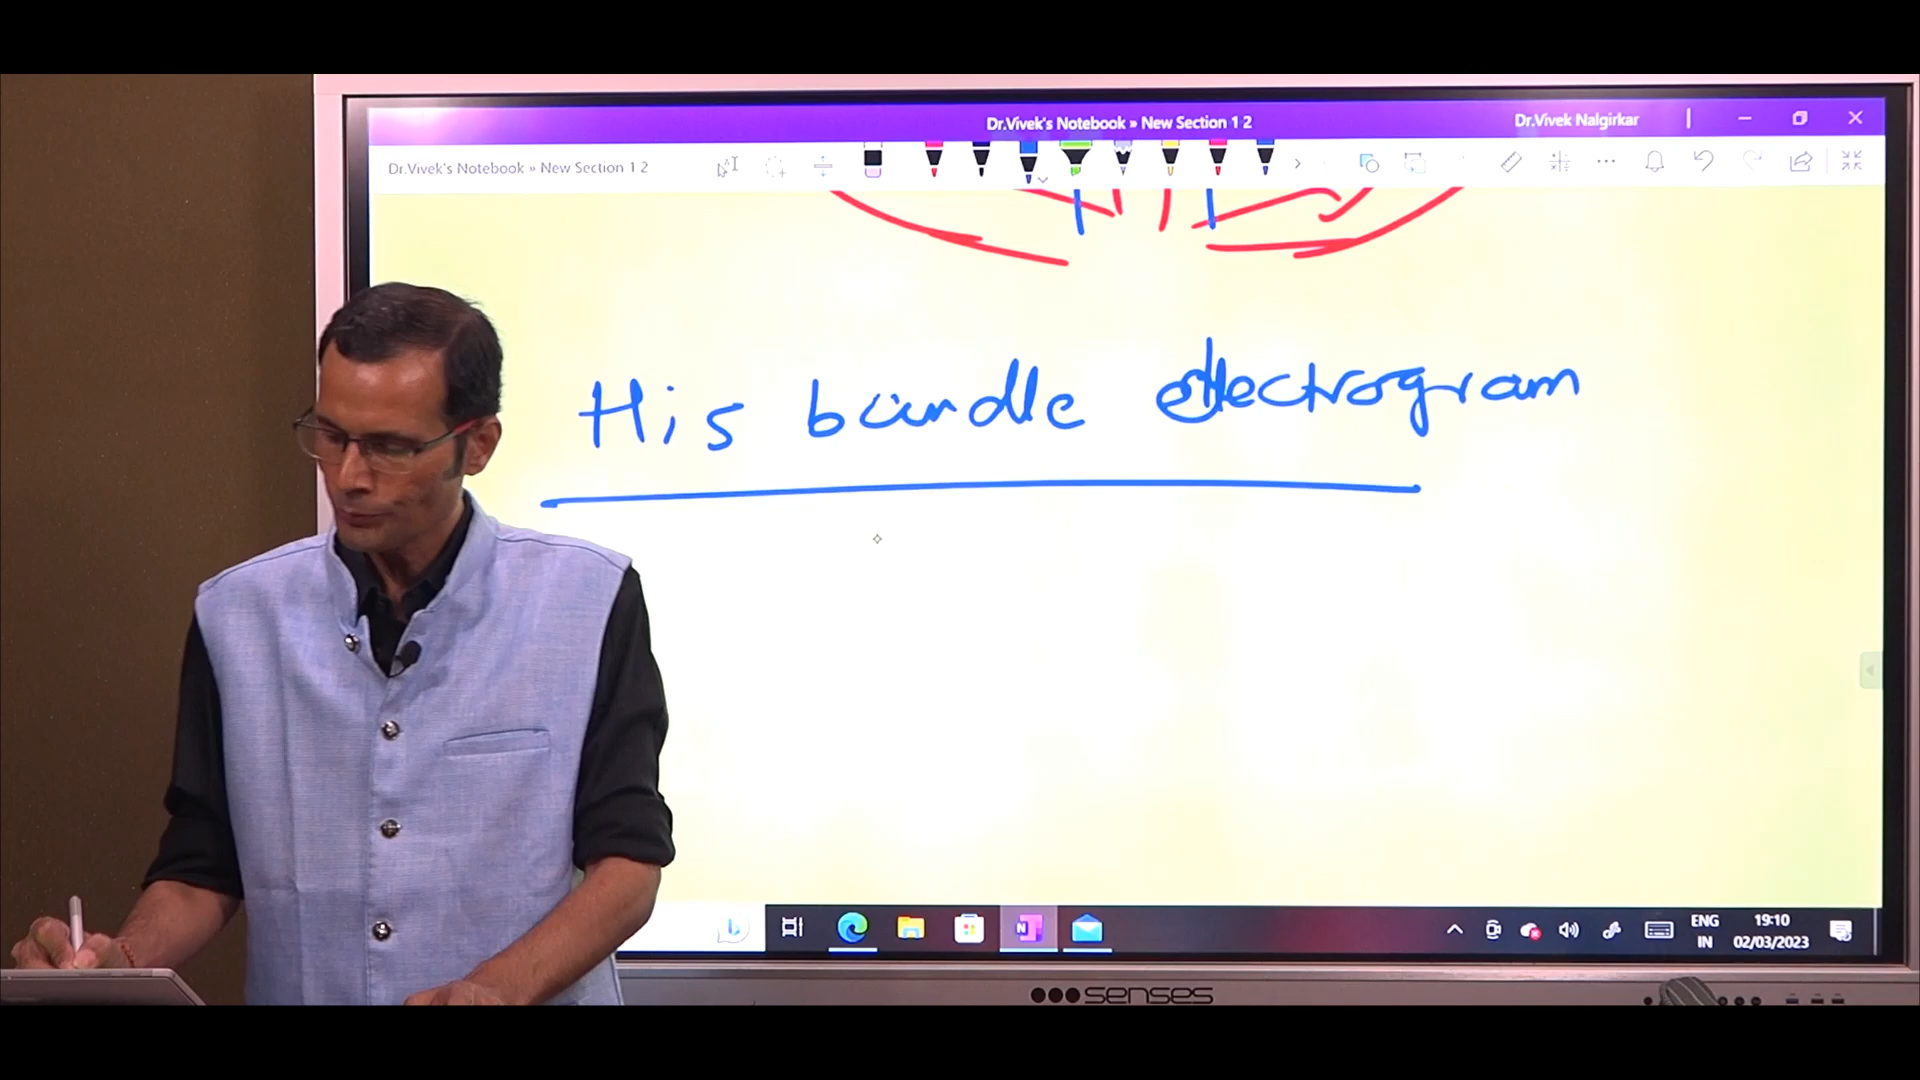 Dr.Vivek's Notebook » New Section 1 2
Dr.Vivek Nalgirkar
Dr.Vivek's Notebook » New Section 1 2
His bundle electrogram
N
ENG
IN
19:10
02/03/2023
senses